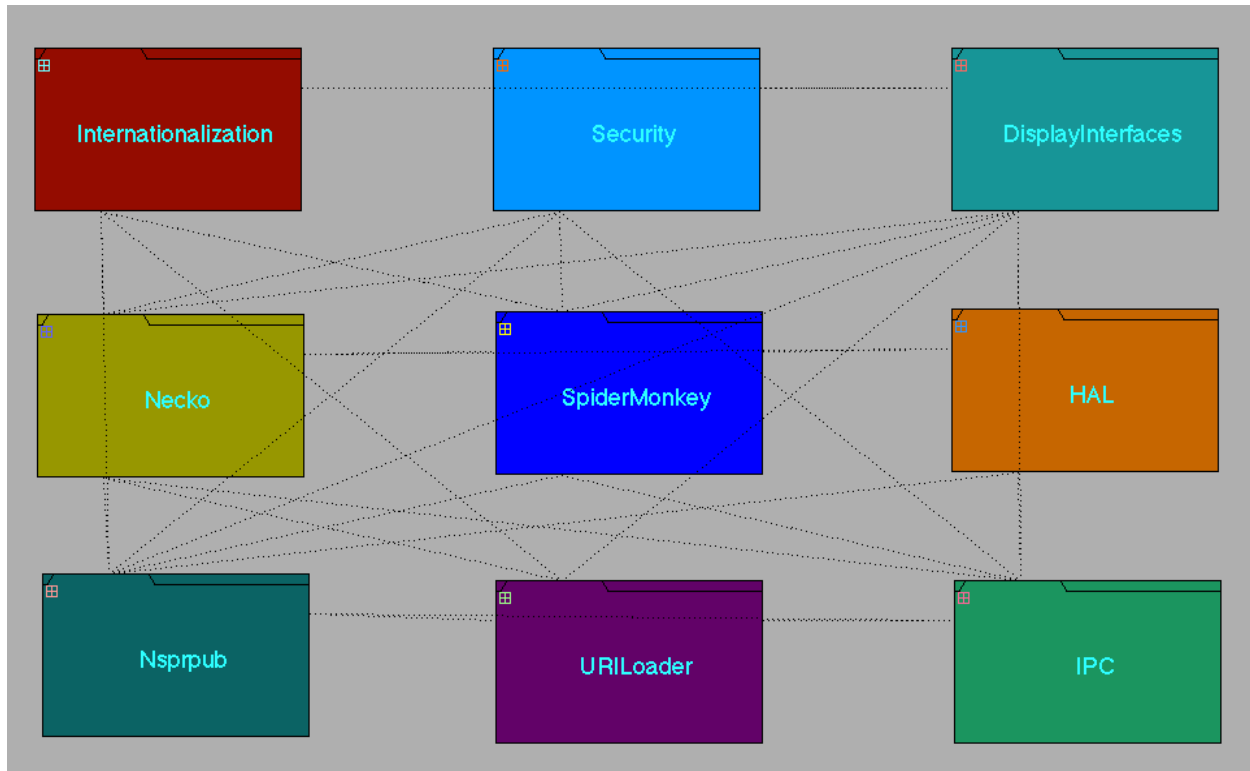 Internationalization
Security
DisplayInterfaces
Necko
SpiderMonkey
HAL
Nsprpub
URILoader
IPC